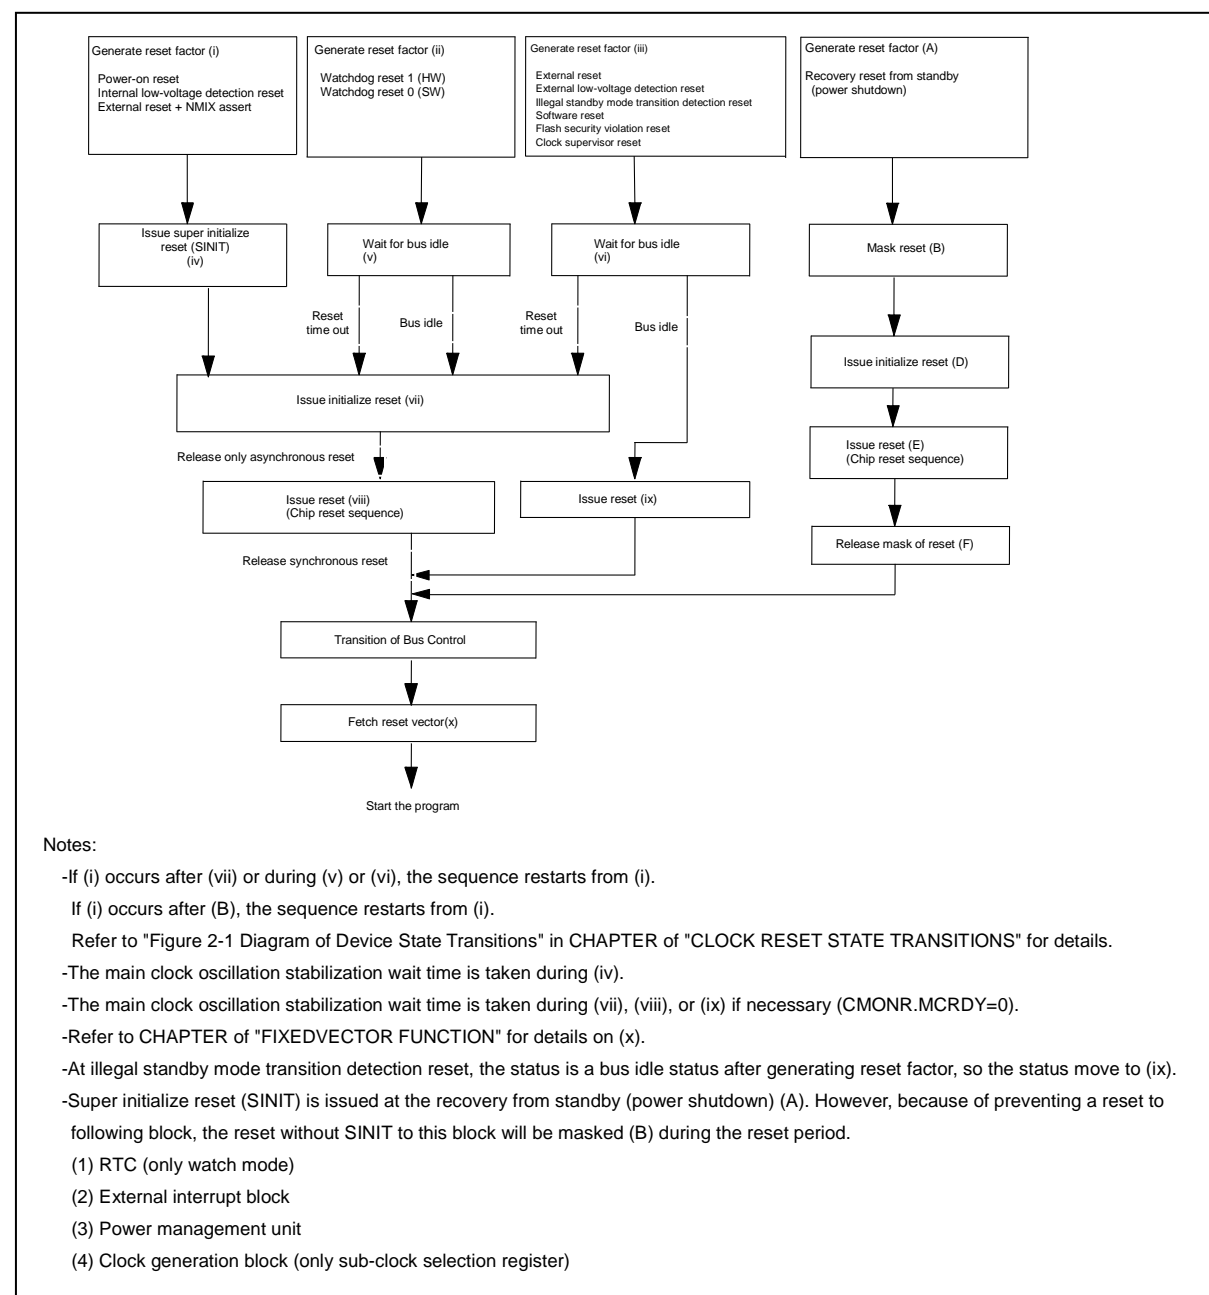 Generate reset factor (i)
Power-on reset
Internal low-voltage detection reset
External reset + NMIX assert
Generate reset factor (ii)
Watchdog reset 1 (HW)
Watchdog reset 0 (SW)
Generate reset factor (iii)
External reset
External low-voltage detection reset
Illegal standby mode transition detection reset
Software reset
Flash security violation reset
Clock supervisor reset
Generate reset factor (A)
Recovery reset from standby
(power shutdown)
Issue super initialize
reset (SINIT)
(iv)
Wait for bus idle
(v)
Wait for bus idle
(vi)
Mask reset (B)
Reset
time out
Bus idle
Reset
time out
Bus idle
Issue initialize reset (D)
Issue initialize reset (vii)
Issue reset (E)
(Chip reset sequence)
Release only asynchronous reset
Issue reset (viii)
(Chip reset sequence)
Issue reset (ix)
Release mask of reset (F)
Release synchronous reset
Transition of Bus Control
Fetch reset vector(x)
Start the program
Notes:
-If (i) occurs after (vii) or during (v) or (vi), the sequence restarts from (i).
If (i) occurs after (B), the sequence restarts from (i).
Refer to "Figure 2-1 Diagram of Device State Transitions" in CHAPTER of "CLOCK RESET STATE TRANSITIONS" for details.
-The main clock oscillation stabilization wait time is taken during (iv).
-The main clock oscillation stabilization wait time is taken during (vii), (viii), or (ix) if necessary (CMONR.MCRDY=0).
-Refer to CHAPTER of "FIXEDVECTOR FUNCTION" for details on (x).
-At illegal standby mode transition detection reset, the status is a bus idle status after generating reset factor, so the status move to (ix).
-Super initialize reset (SINIT) is issued at the recovery from standby (power shutdown) (A). However, because of preventing a reset to
following block, the reset without SINIT to this block will be masked (B) during the reset period.
(1) RTC (only watch mode)
(2) External interrupt block
(3) Power management unit
(4) Clock generation block (only sub-clock selection register)